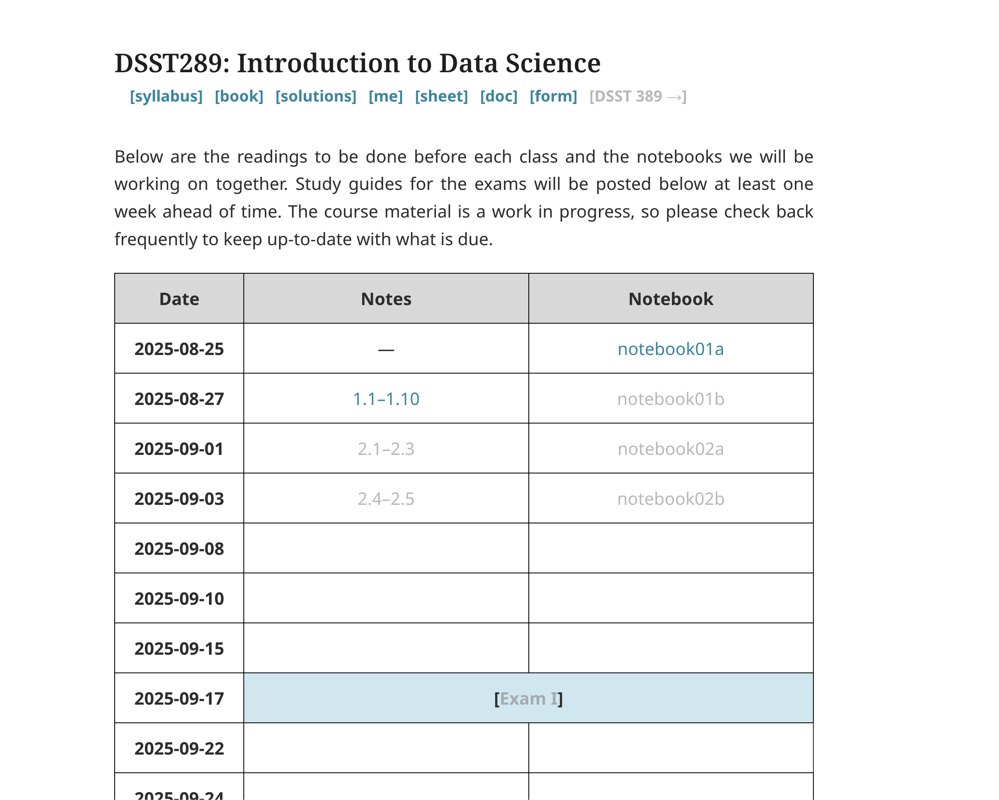 DSST289: Introduction to Data Science
[syllabus] [book] [solutions] [me] [sheet] [doc] [form] [DSST 389 →]
Below are the readings to be done before each class and the notebooks we will be
working on together. Study guides for the exams will be posted below at least one
week ahead of time. The course material is a work in progress, so please check back
frequently to keep up-to-date with what is due.
Date Notes Notebook
2025-08-25 — notebook01a
2025-08-27 1.1–1.10 notebook01b
2025-09-01 2.1–2.3 notebook02a
2025-09-03 2.4–2.5 notebook02b
2025-09-08
2025-09-10
2025-09-15
2025-09-17 [Exam I]
2025-09-22
2025-09-24